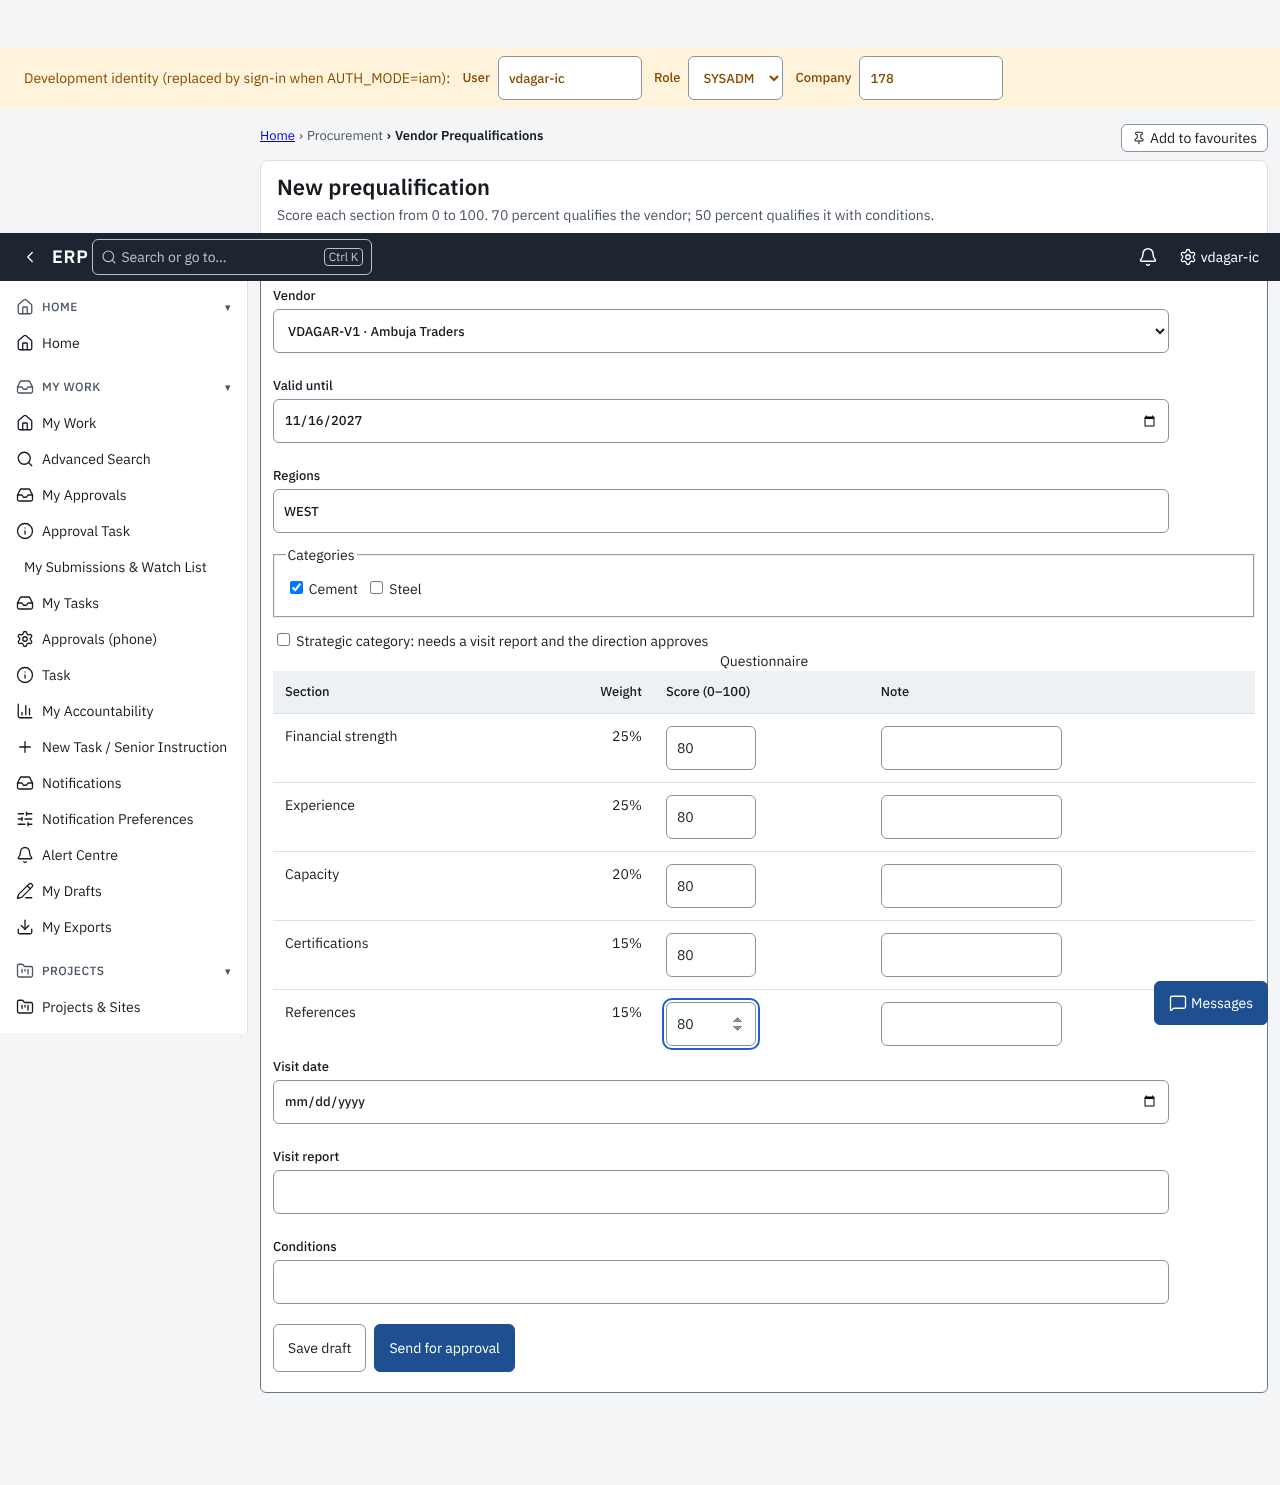 Development identity (replaced by sign-in when AUTH_MODE=iam): User vdagar-ic Role SYSADM Company 178
Home › Procurement › Vendor Prequalifications
Add to favourites
New prequalification
Score each section from 0 to 100. 70 percent qualifies the vendor; 50 percent qualifies it with conditions.
ERP Search or go to... Ctrl K vdagar-ic
HOME
Home
MY WORK
My Work
Advanced Search
My Approvals
Approval Task
My Submissions & Watch List
My Tasks
Approvals (phone)
Task
My Accountability
New Task / Senior Instruction
Notifications
Notification Preferences
Alert Centre
My Drafts
My Exports
PROJECTS
Projects & Sites
Vendor
VDAGAR-V1 · Ambuja Traders
Valid until
11/16/2027
Regions
WEST
Categories
Cement Steel
Strategic category: needs a visit report and the direction approves
Questionnaire
Section Weight Score (0–100) Note
Financial strength 25% 80
Experience 25% 80
Capacity 20% 80
Certifications 15% 80
References 15% 80
Messages
Visit date
mm/dd/yyyy
Visit report
Conditions
Save draft Send for approval